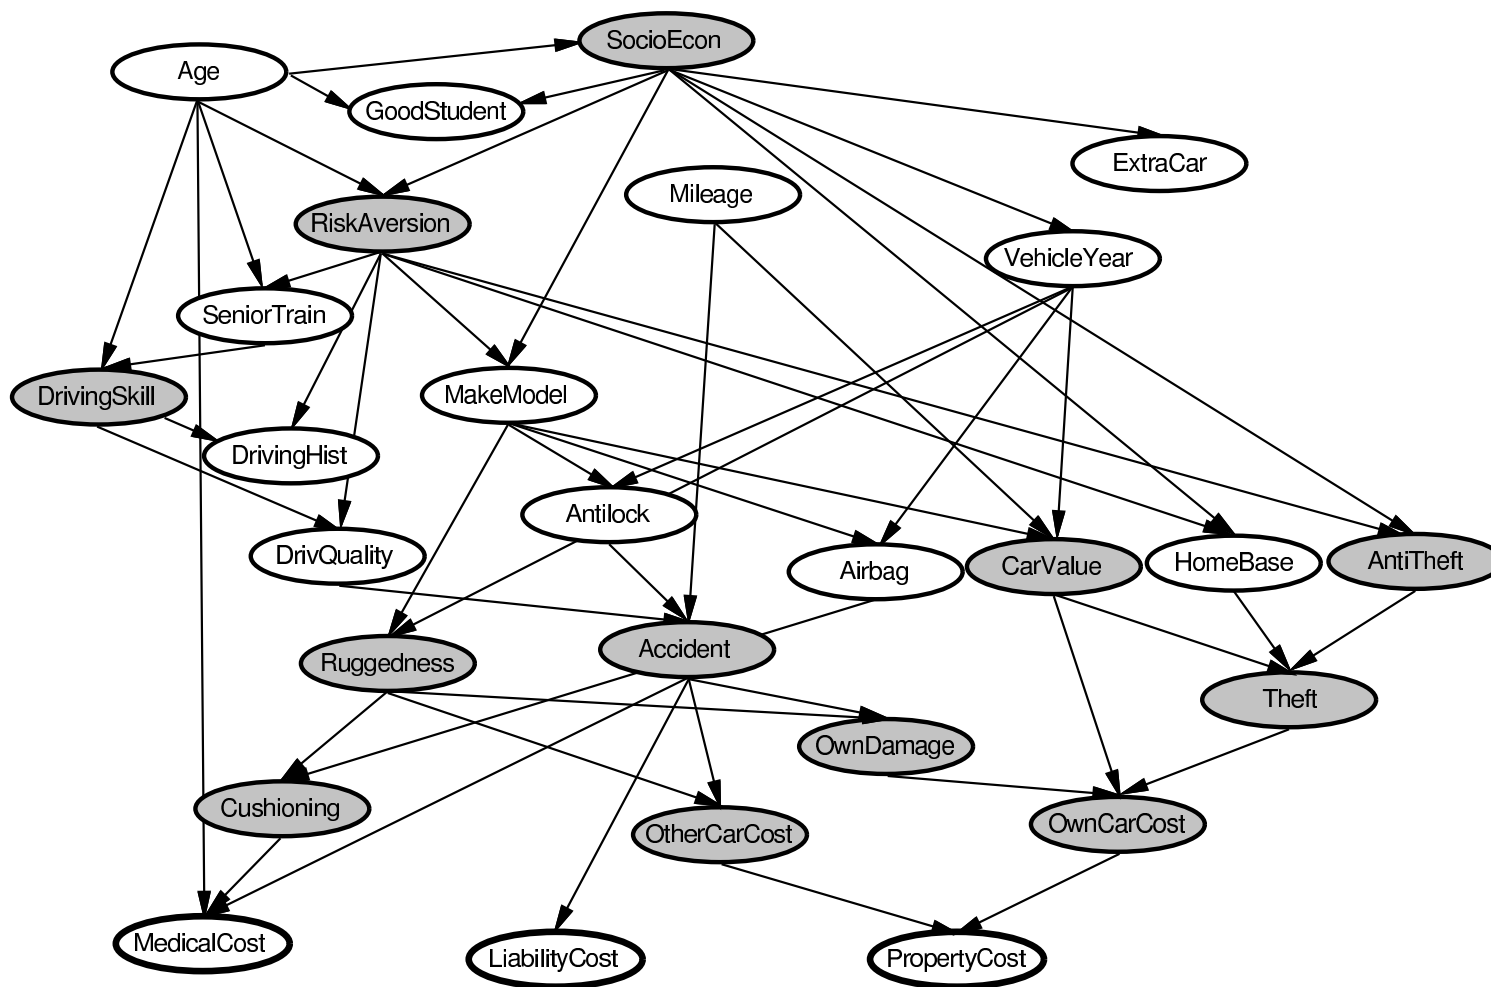 SocioEcon
Age
GoodStudent
ExtraCar
Mileage
RiskAversion
VehicleYear
SeniorTrain
DrivingSkill
MakeModel
DrivingHist
Antilock
DrivQuality
Airbag
CarValue
HomeBase
AntiTheft
Accident
Ruggedness
Theft
OwnDamage
Cushioning
OtherCarCost
OwnCarCost
MedicalCost
LiabilityCost
PropertyCost